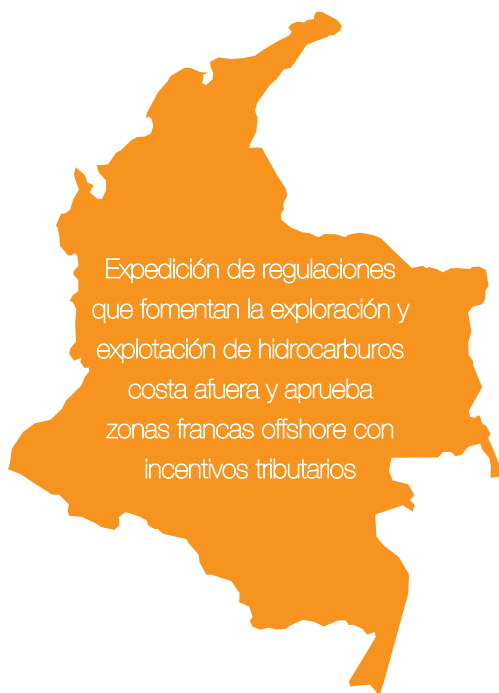 Expedición de regulaciones
que fomentan la exploración y
explotación de hidrocarburos
costa afuera y aprueba
zonas francas offshore con
incentivos tributarios